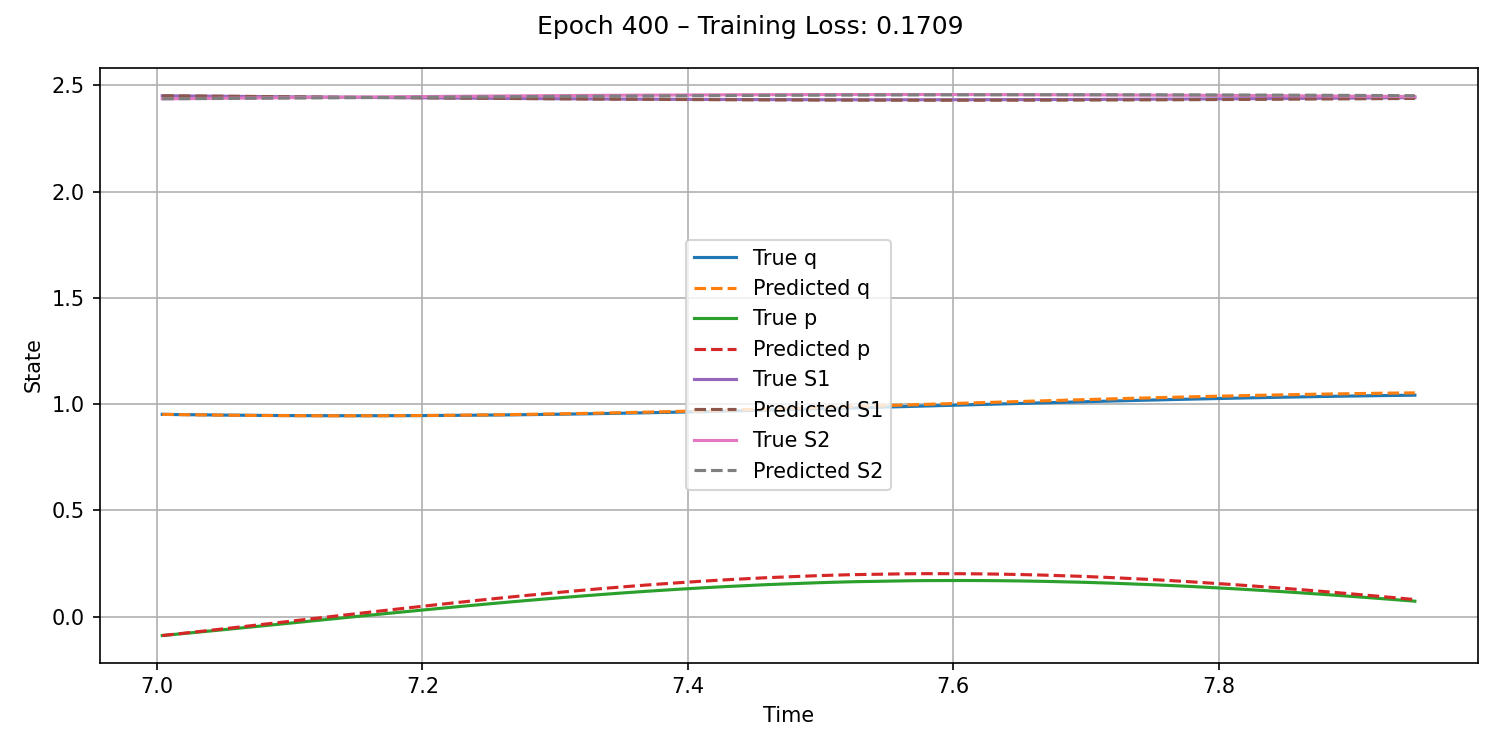 Epoch 400 – Training Loss: 0.1709
2.5
2.0
1.5
1.0
0.5
0.0
State
True q
Predicted q
True p
Predicted p
True S1
Predicted S1
True S2
Predicted S2
7.0 7.2 7.4 7.6 7.8
Time